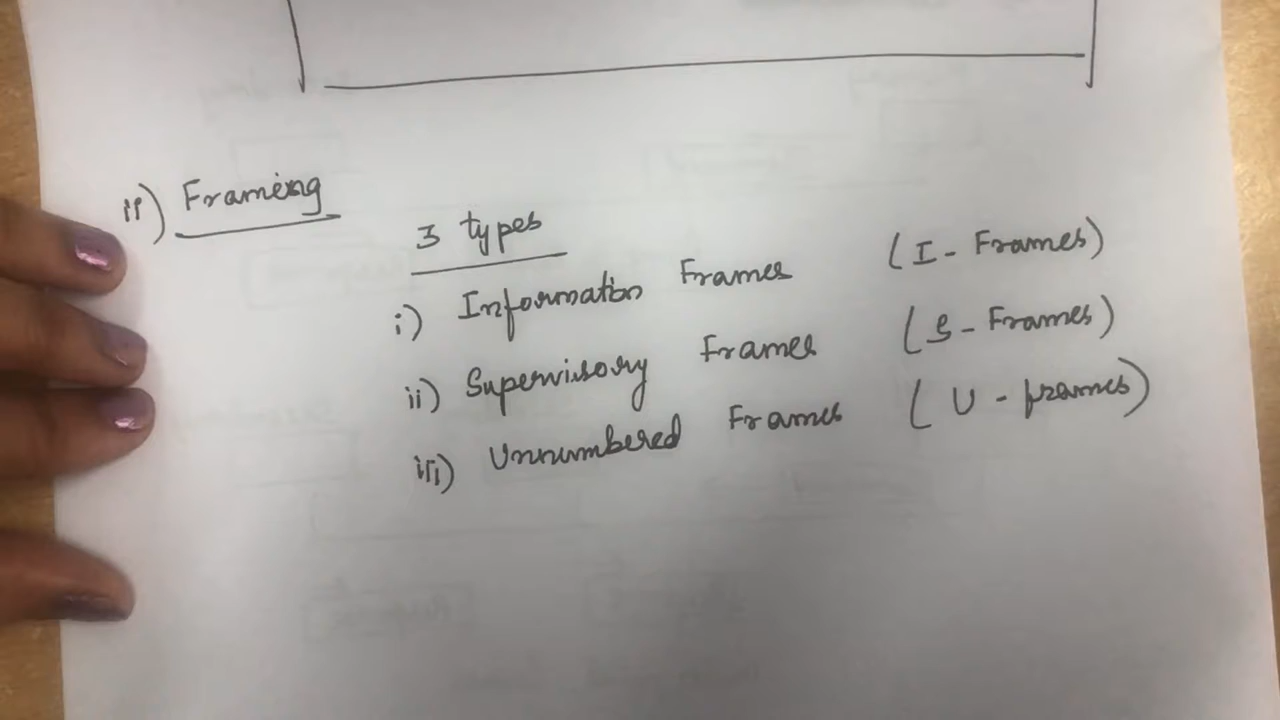 ii) Framing
3 types
i) Information Frames (I - Frames)
ii) Supervisory Frames (S - Frames)
iii) Unnumbered Frames (U - frames)